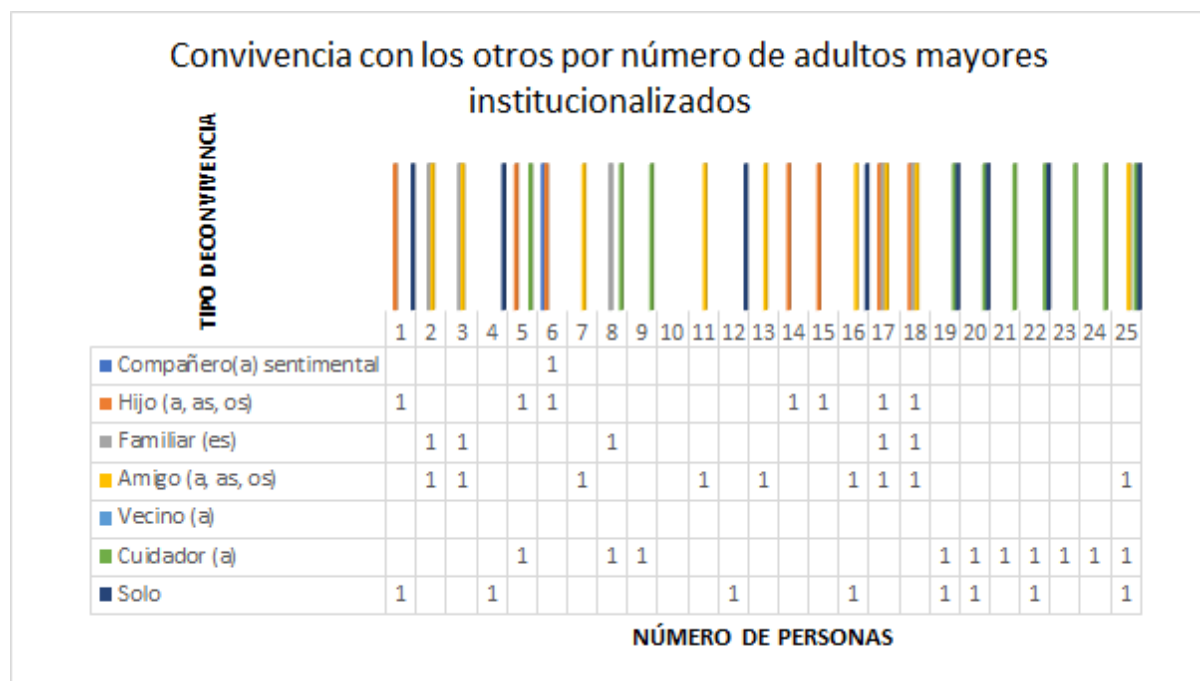 Convivencia con los otros por número de adultos mayores
institucionalizados
TIPO DECONVIVENCIA
1 2 3 4 5 6 7 8 9 10 11 12 13 14 15 16 17 18 19 20 21 22 23 24 25
Compañero(a) sentimental 1
Hijo (a, as, os) 1 1 1 1 1 1 1
Familiar (es) 1 1 1 1 1
Amigo (a, as, os) 1 1 1 1 1 1 1 1 1
Vecino (a)
Cuidador (a) 1 1 1 1 1 1 1 1 1 1
Solo 1 1 1 1 1 1 1 1
NÚMERO DE PERSONAS